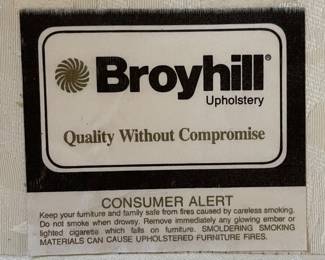 Broyhill®
Upholstery
Quality Without Compromise
CONSUMER ALERT
Keep your furniture and family safe from fires caused by careless smoking.
Do not smoke when drowsy. Remove immediately any glowing ember or
lighted cigarette which falls on furniture. SMOLDERING SMOKING
MATERIALS CAN CAUSE UPHOLSTERED FURNITURE FIRES.